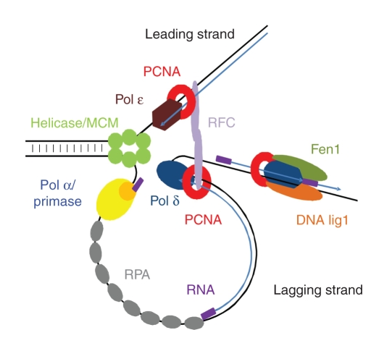 Leading strand
PCNA
Pol ε
RFC
Helicase/MCM
Fen1
Pol α/
primase
Pol δ
PCNA
DNA lig1
RPA
RNA
Lagging strand